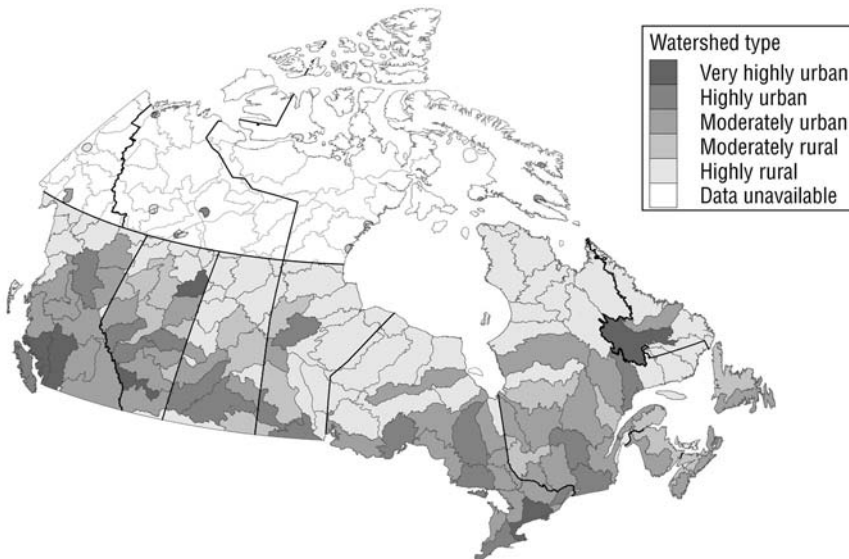 Watershed type
Very highly urban
Highly urban
Moderately urban
Moderately rural
Highly rural
Data unavailable